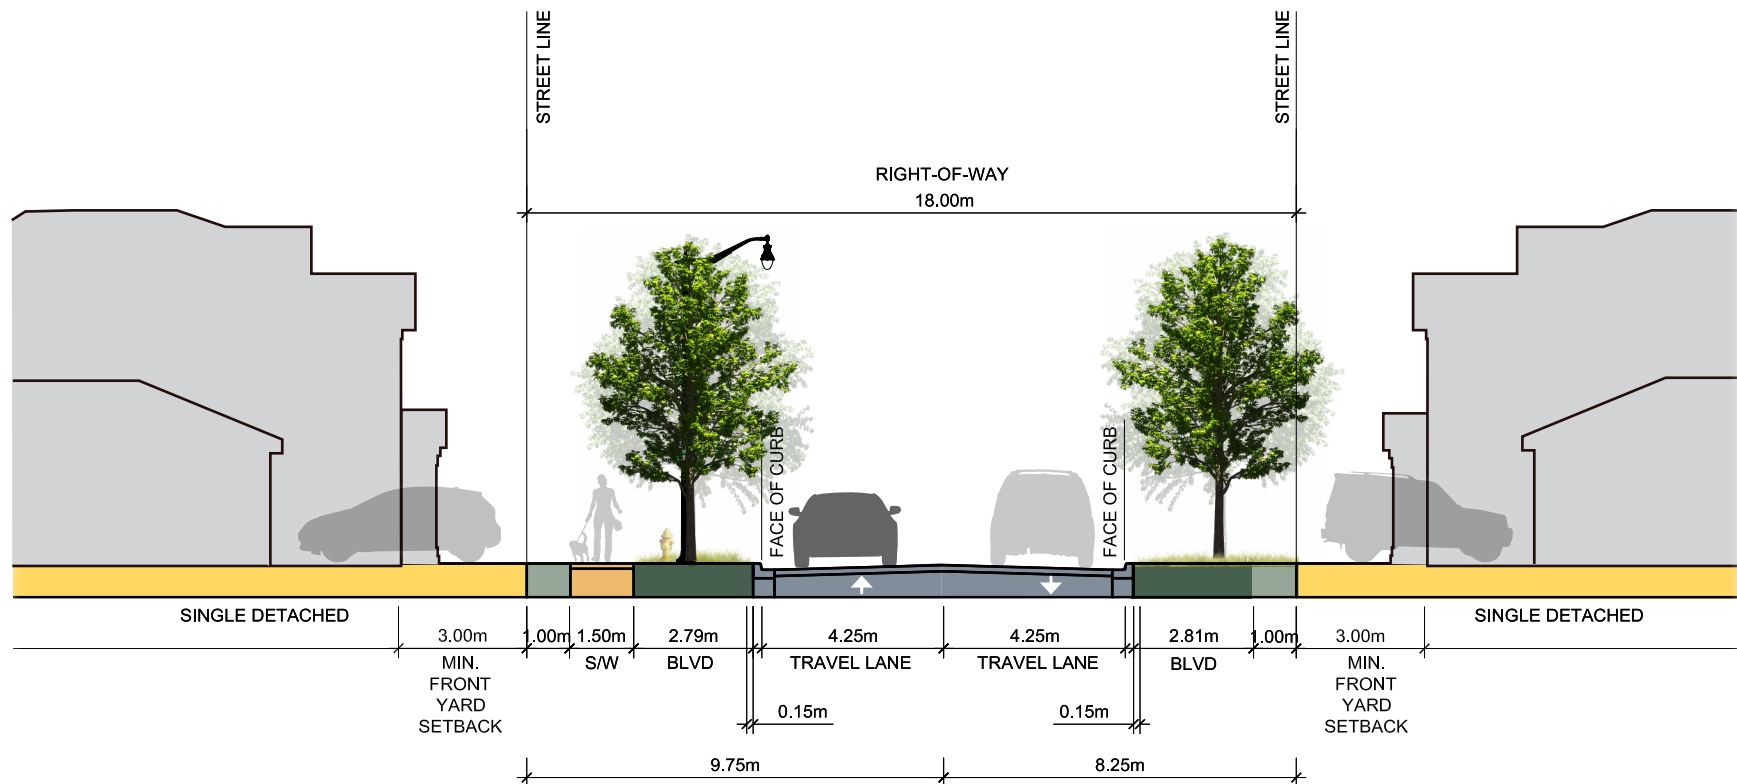 STREET LINE
STREET LINE
RIGHT-OF-WAY
18.00m
FACE OF CURB
FACE OF CURB
SINGLE DETACHED
SINGLE DETACHED
3.00m
1.00m
1.50m
2.79m
4.25m
4.25m
2.81m
1.00m
3.00m
MIN.
FRONT
YARD
SETBACK
S/W
BLVD
TRAVEL LANE
TRAVEL LANE
BLVD
MIN.
FRONT
YARD
SETBACK
0.15m
0.15m
9.75m
8.25m